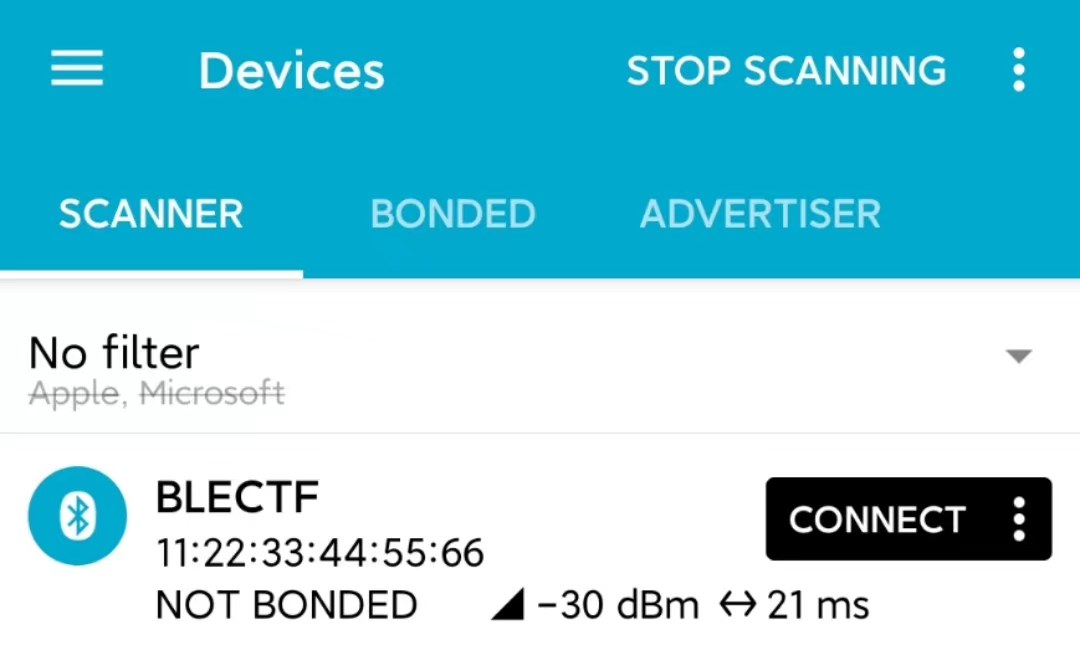 Devices STOP SCANNING
SCANNER BONDED ADVERTISER
No filter
Apple, Microsoft
BLECTF
CONNECT
11:22:33:44:55:66
NOT BONDED -30 dBm ↔ 21 ms